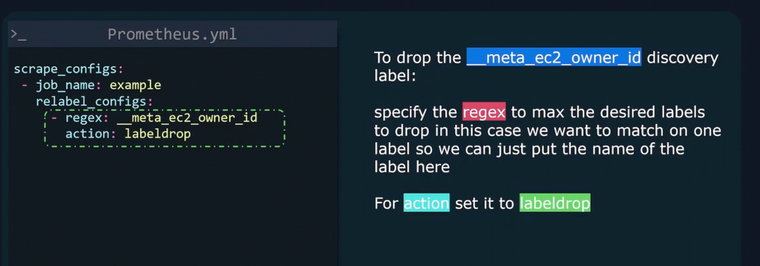 >_ Prometheus.yml
scrape_configs:
- job_name: example
relabel_configs:
- regex: __meta_ec2_owner_id
action: labeldrop
To drop the __meta_ec2_owner_id discovery
label:
specify the regex to max the desired labels
to drop in this case we want to match on one
label so we can just put the name of the
label here
For action set it to labeldrop